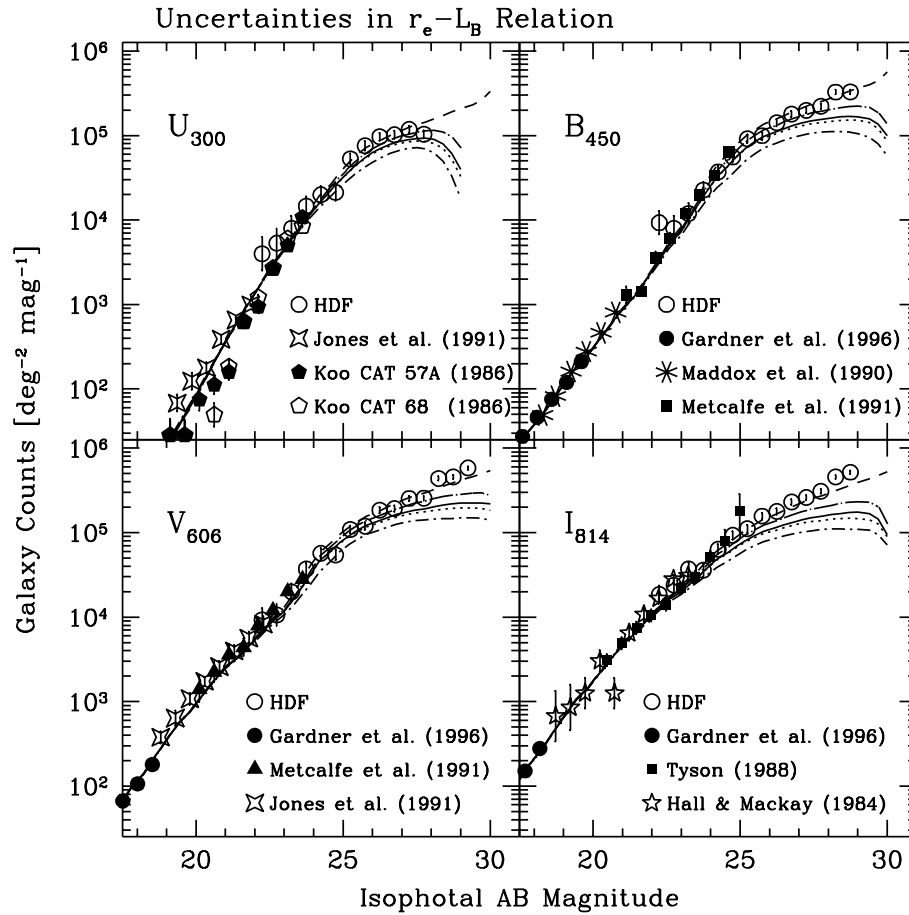 Uncertainties in r_e-L_B Relation
10^6
10^5
10^4
10^3
10^2
U_300
HDF
Jones et al. (1991)
Koo CAT 57A (1986)
Koo CAT 68 (1986)
B_450
HDF
Gardner et al. (1996)
Maddox et al. (1990)
Metcalfe et al. (1991)
10^6
10^5
10^4
10^3
10^2
V_606
HDF
Gardner et al. (1996)
Metcalfe et al. (1991)
Jones et al. (1991)
I_814
HDF
Gardner et al. (1996)
Tyson (1988)
Hall & Mackay (1984)
20 25 30 20 25 30
Galaxy Counts [deg^-2 mag^-1]
Isophotal AB Magnitude